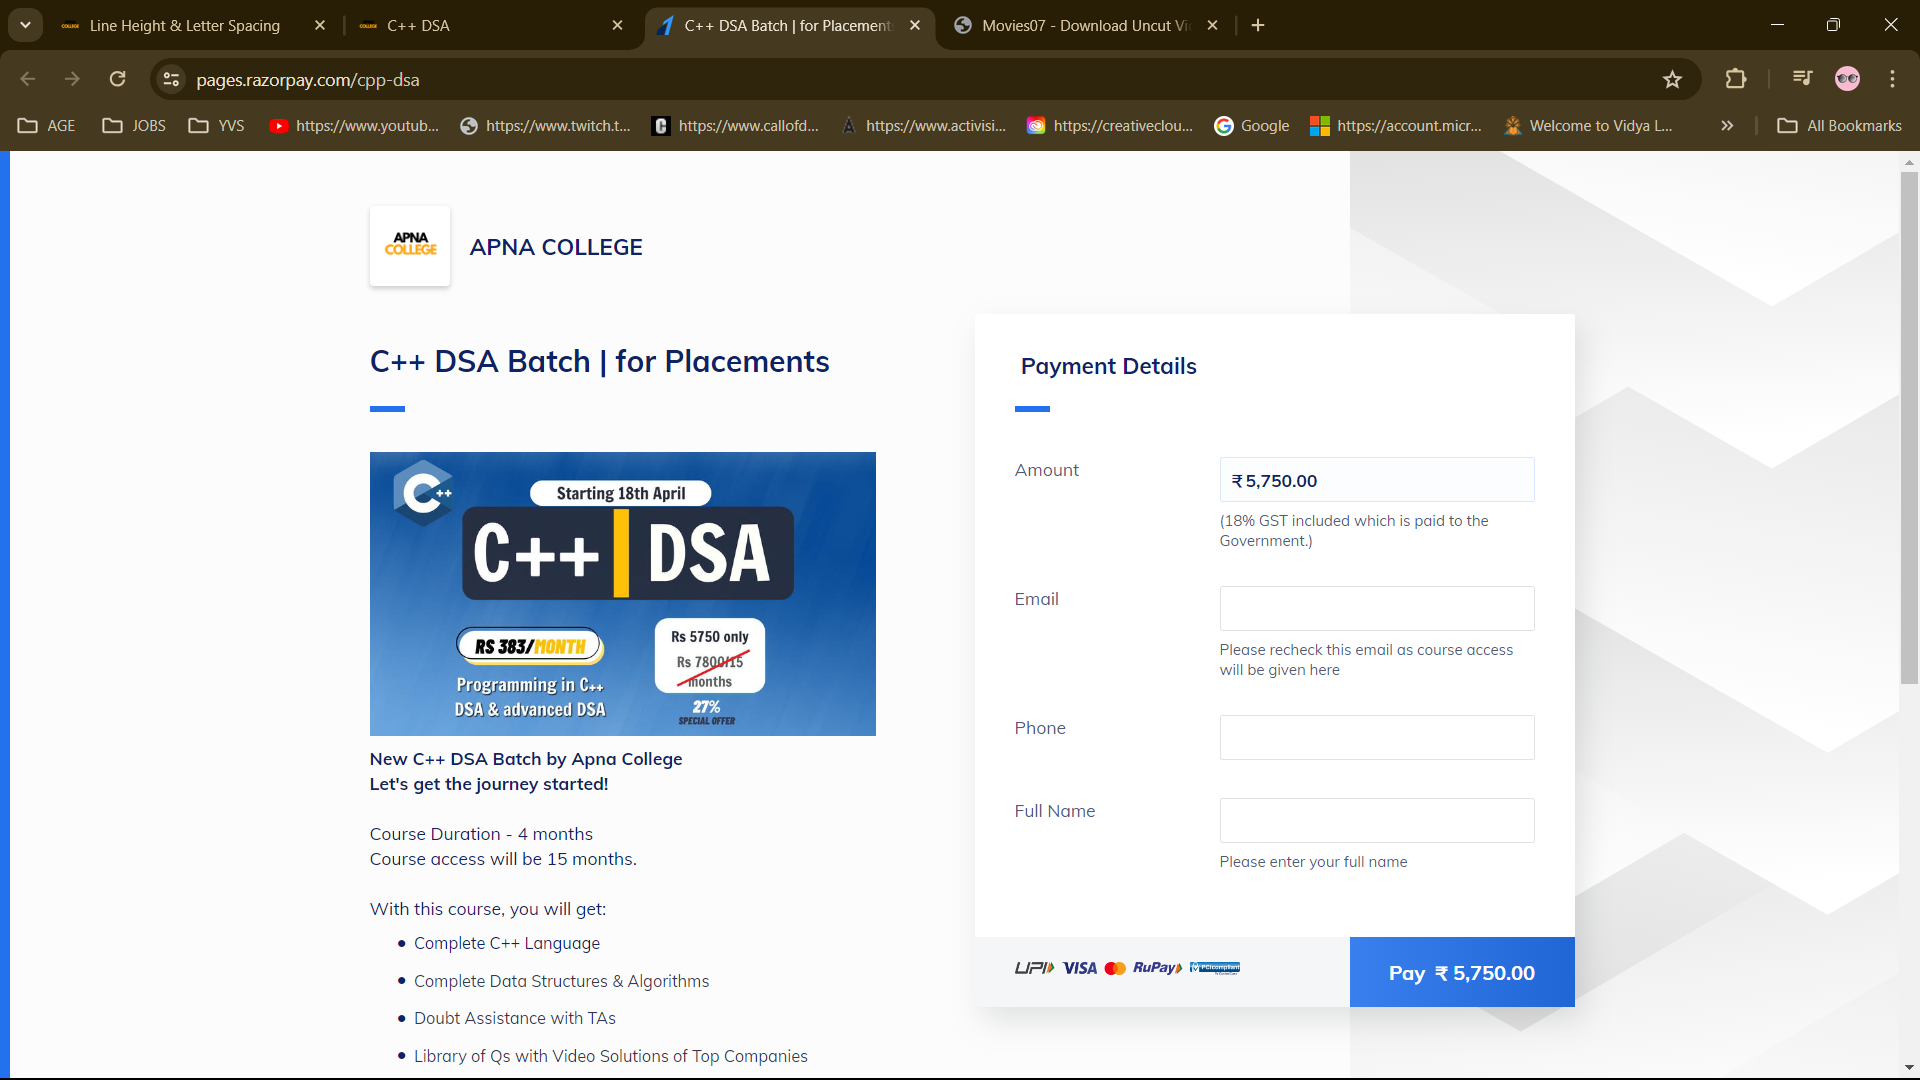 Line Height & Letter Spacing
C++ DSA
C++ DSA Batch | for Placement
Movies07 - Download Uncut Vi
pages.razorpay.com/cpp-dsa
AGE
JOBS
YVS
https://www.youtub...
https://www.twitch.t...
https://www.callofd...
https://www.activisi...
https://creativeclou...
Google
https://account.micr...
Welcome to Vidya L...
All Bookmarks
APNA
COLLEGE
APNA COLLEGE
C++ DSA Batch | for Placements
Starting 18th April
C++
C++ | DSA
RS 383/MONTH
Programming in C++
DSA & advanced DSA
Rs 5750 only
Rs 7800/15
months
27%
SPECIAL OFFER
New C++ DSA Batch by Apna College
Let's get the journey started!
Course Duration - 4 months
Course access will be 15 months.
With this course, you will get:
• Complete C++ Language
• Complete Data Structures & Algorithms
• Doubt Assistance with TAs
• Library of Qs with Video Solutions of Top Companies
Payment Details
Amount
₹ 5,750.00
(18% GST included which is paid to the
Government.)
Email
Please recheck this email as course access
will be given here
Phone
Full Name
Please enter your full name
UPI VISA RuPay PCI compliant
Pay ₹ 5,750.00